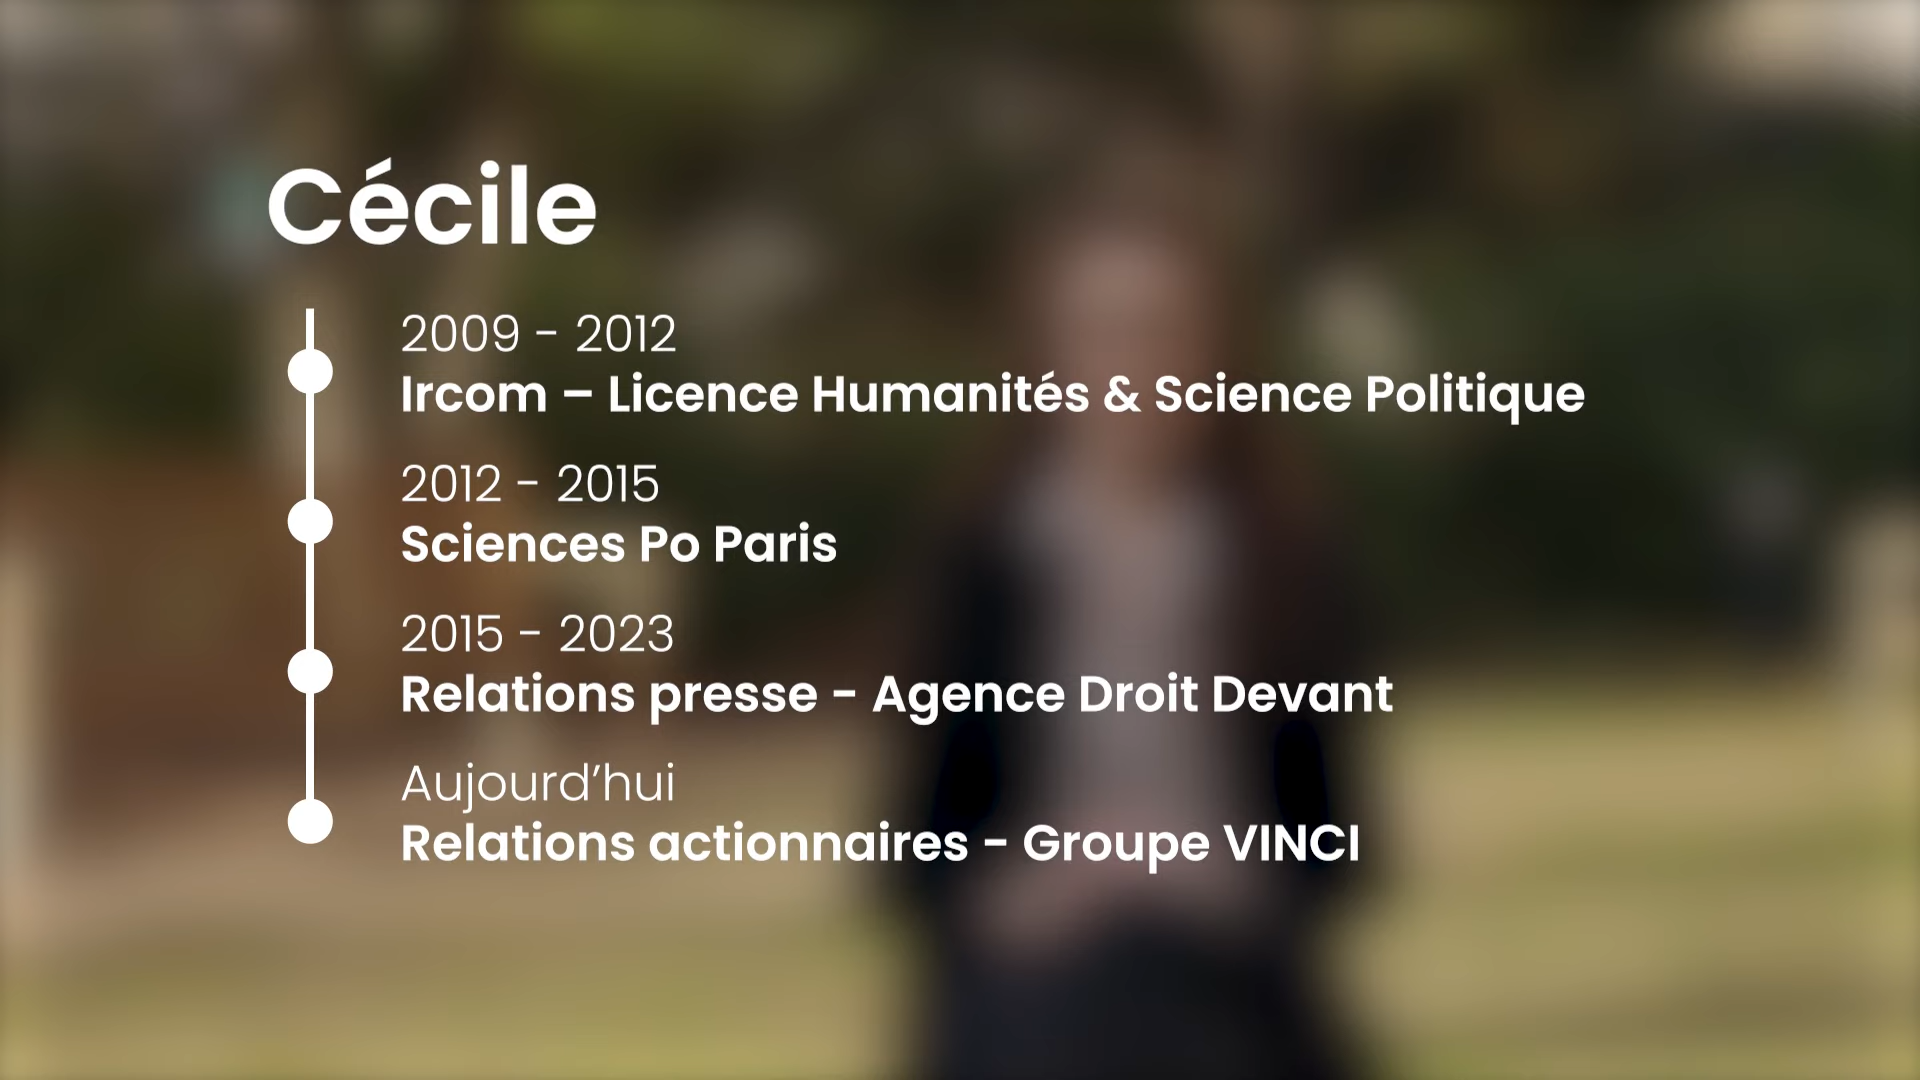 Cécile
2009 - 2012
Ircom – Licence Humanités & Science Politique
2012 - 2015
Sciences Po Paris
2015 - 2023
Relations presse - Agence Droit Devant
Aujourd’hui
Relations actionnaires - Groupe VINCI